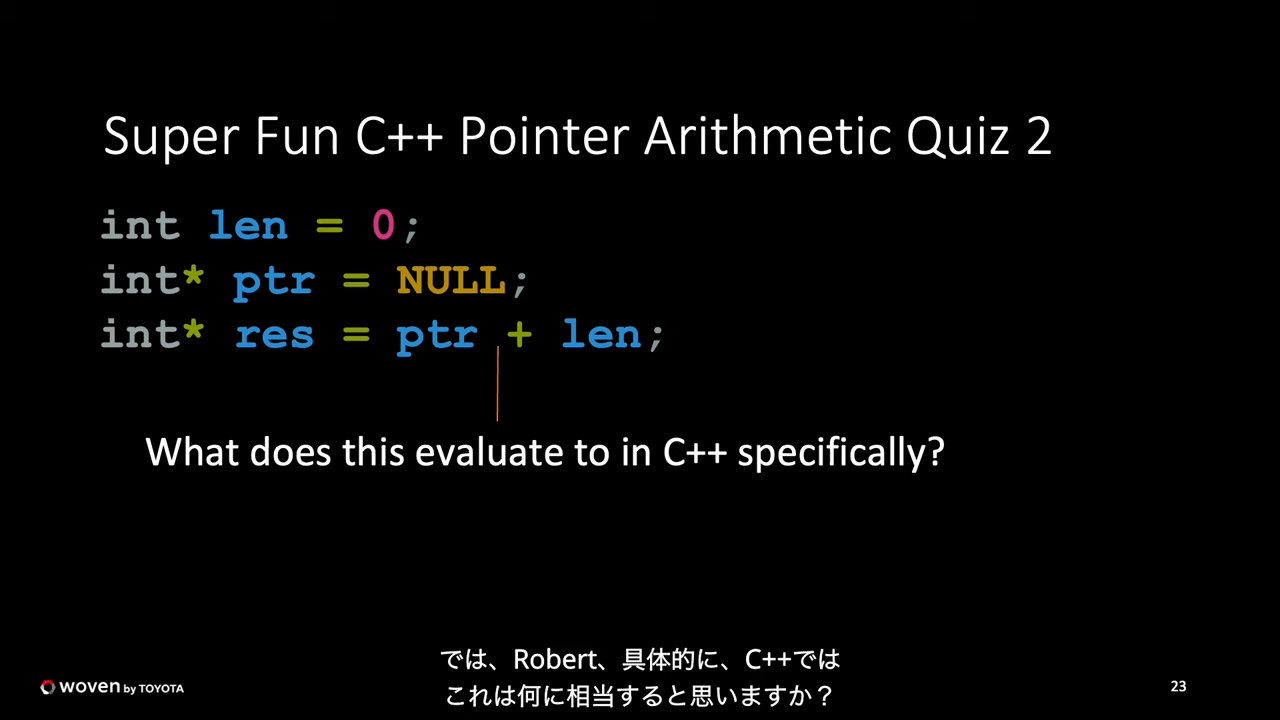 Super Fun C++ Pointer Arithmetic Quiz 2
int len = 0;
int* ptr = NULL;
int* res = ptr + len;
What does this evaluate to in C++ specifically?
では、Robert、具体的に、C++では
これは何に相当すると思いますか？
woven by TOYOTA
23